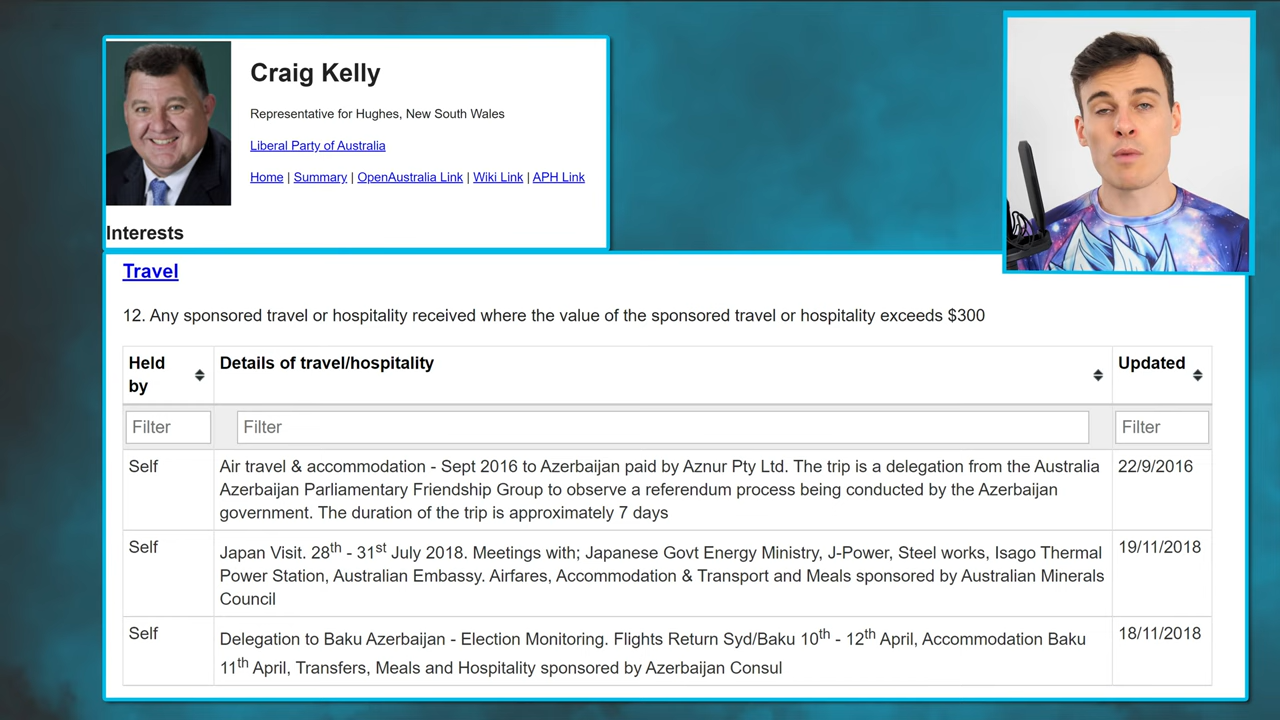 Craig Kelly
Representative for Hughes, New South Wales
Liberal Party of Australia
Home | Summary | OpenAustralia Link | Wiki Link | APH Link
Interests
Travel
12. Any sponsored travel or hospitality received where the value of the sponsored travel or hospitality exceeds $300
Held by
Details of travel/hospitality
Updated
Filter
Filter
Filter
Self
Air travel & accommodation - Sept 2016 to Azerbaijan paid by Aznur Pty Ltd. The trip is a delegation from the Australia
Azerbaijan Parliamentary Friendship Group to observe a referendum process being conducted by the Azerbaijan
government. The duration of the trip is approximately 7 days
22/9/2016
Self
Japan Visit. 28th - 31st July 2018. Meetings with; Japanese Govt Energy Ministry, J-Power, Steel works, Isago Thermal
Power Station, Australian Embassy. Airfares, Accommodation & Transport and Meals sponsored by Australian Minerals
Council
19/11/2018
Self
Delegation to Baku Azerbaijan - Election Monitoring. Flights Return Syd/Baku 10th - 12th April, Accommodation Baku
11th April, Transfers, Meals and Hospitality sponsored by Azerbaijan Consul
18/11/2018